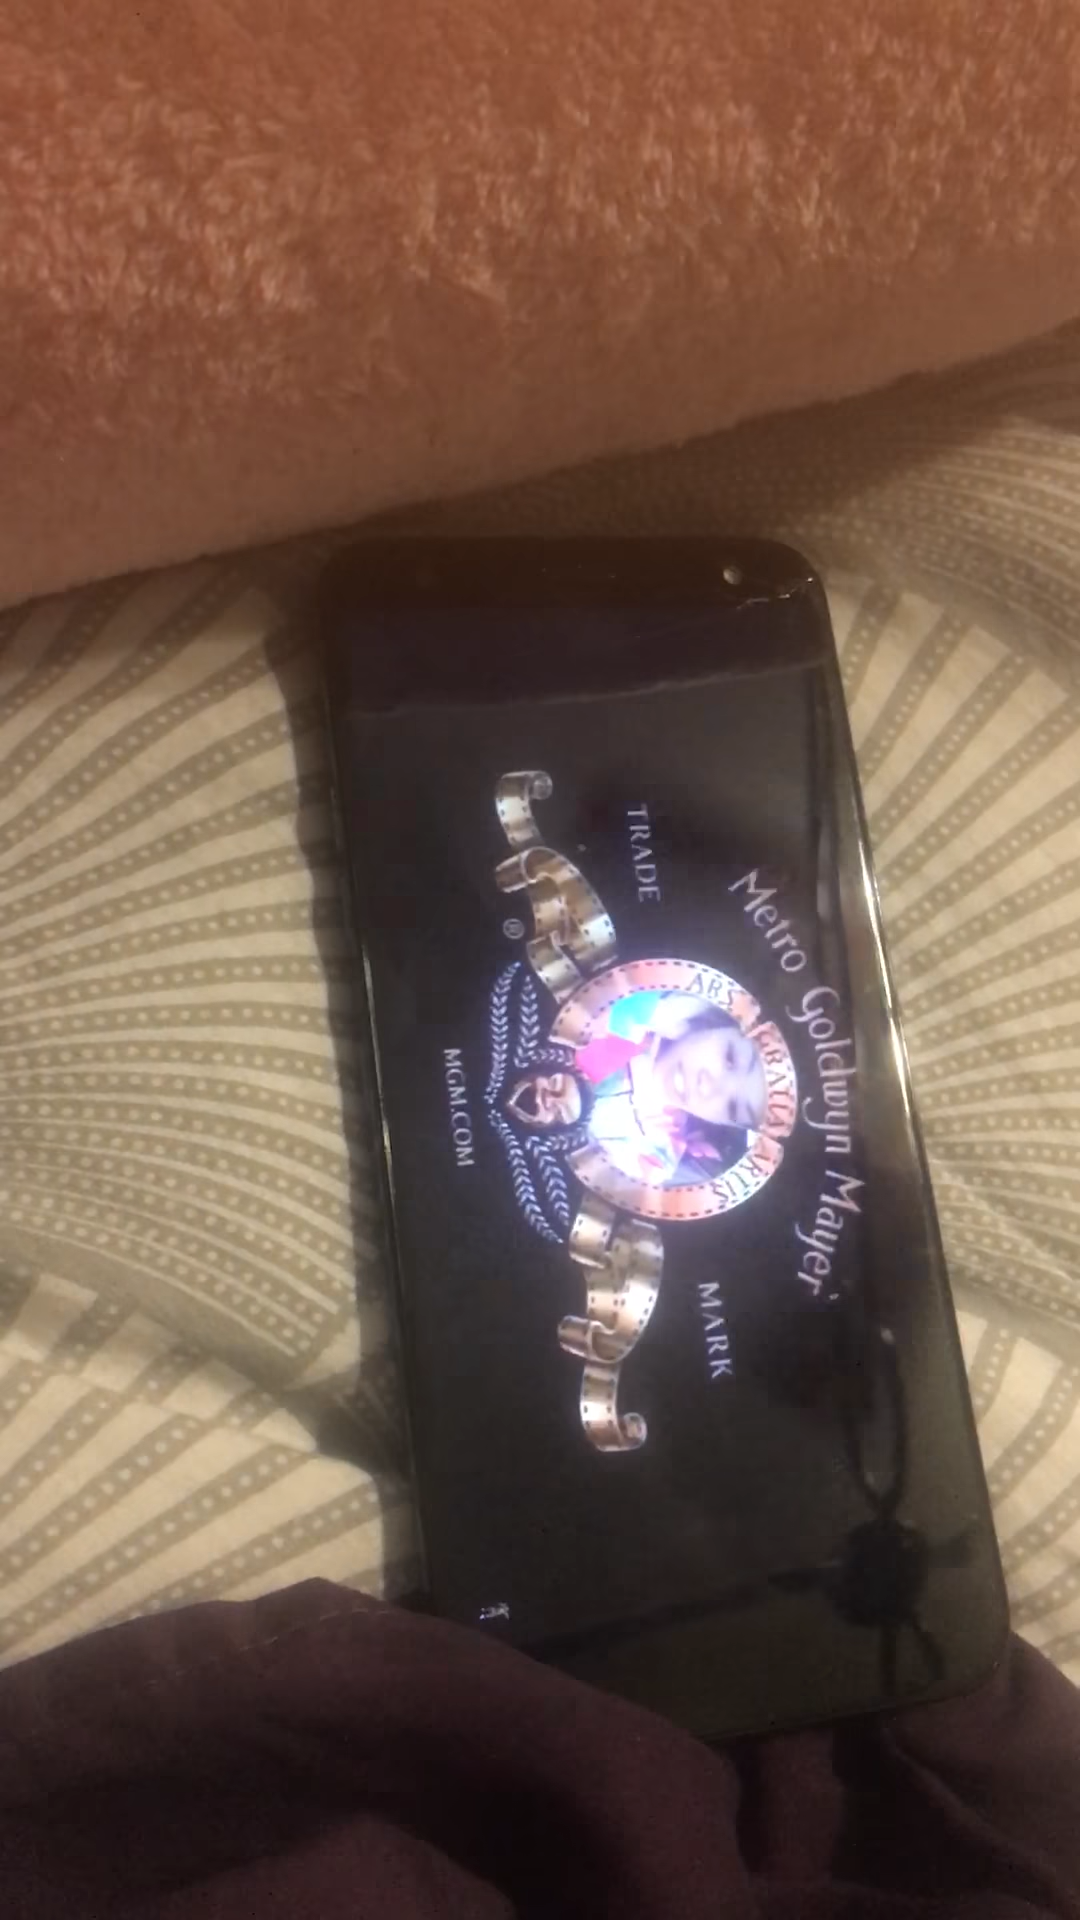 Metro Goldwyn Mayer
ARS GRATIA ARTIS
TRADE MARK
®
MGM.COM